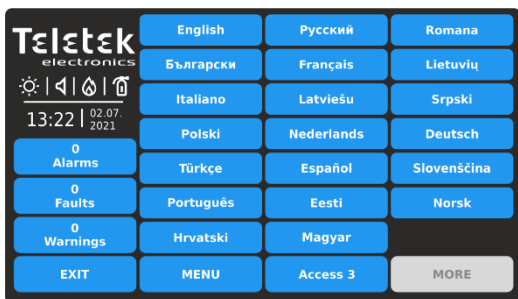 Teletek
electronics
13:22
02.07.
2021
0
Alarms
0
Faults
0
Warnings
EXIT
English
Русский
Romana
Български
Français
Lietuvių
Italiano
Latviešu
Srpski
Polski
Nederlands
Deutsch
Türkçe
Español
Slovenščina
Português
Eesti
Norsk
Hrvatski
Magyar
MENU
Access 3
MORE